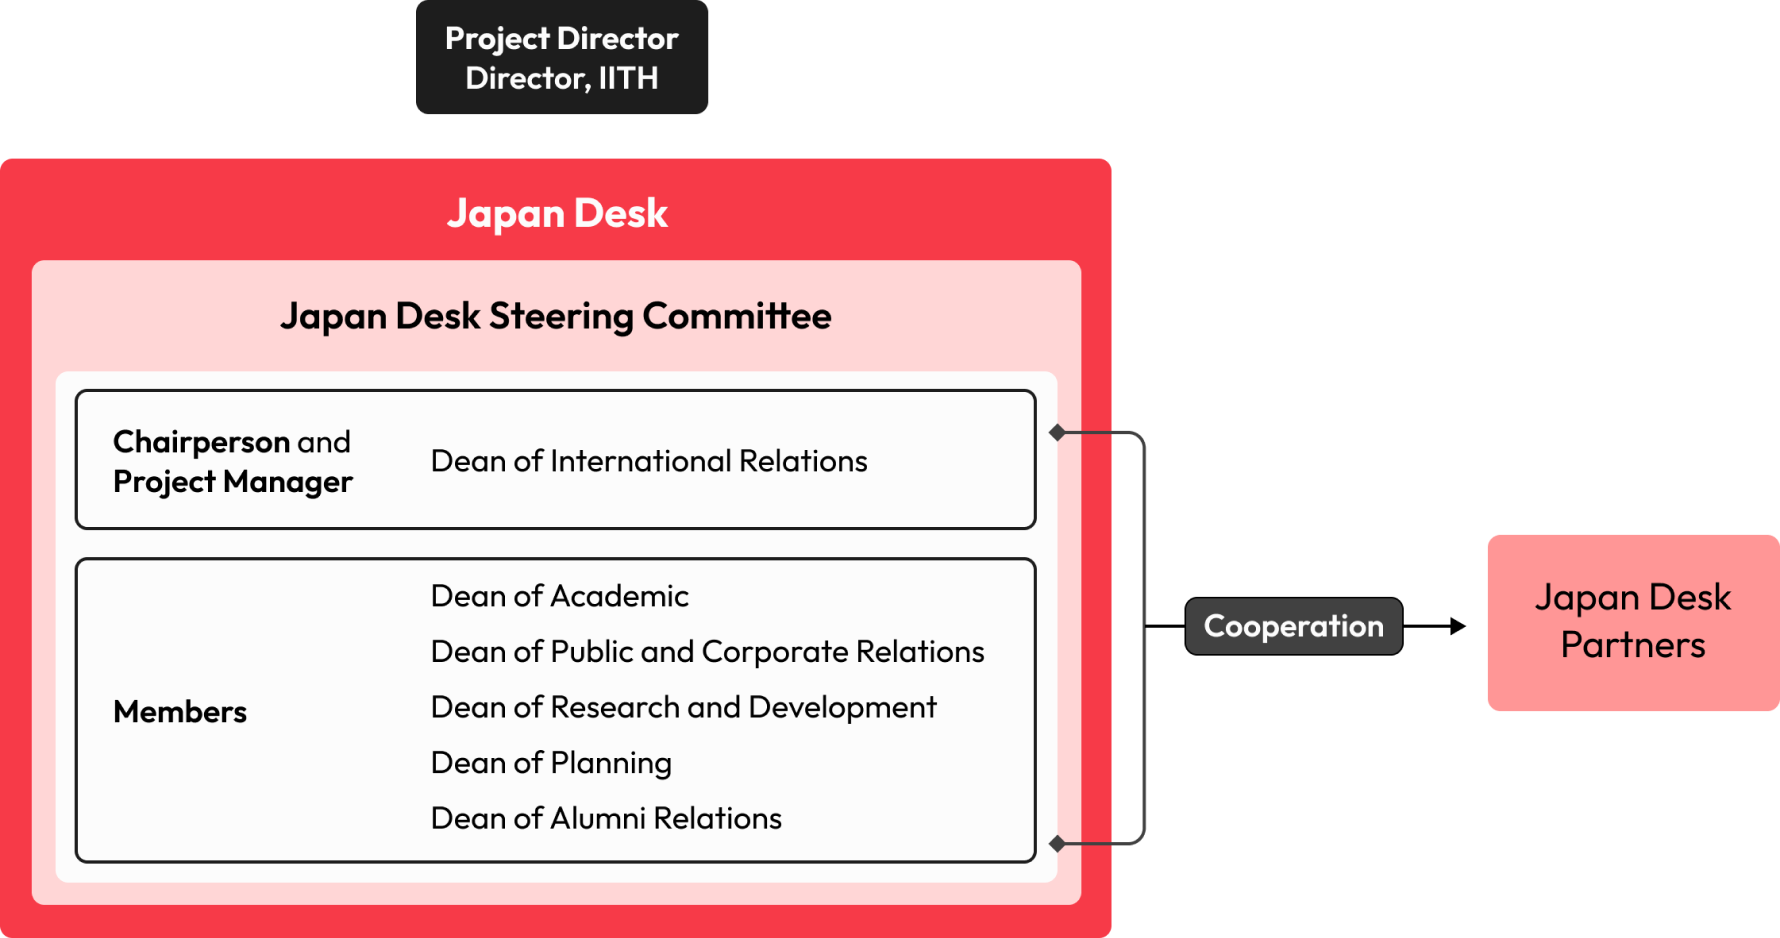 Project Director
Director, IITH
Japan Desk
Japan Desk Steering Committee
Chairperson and
Project Manager
Dean of International Relations
Members
Dean of Academic
Dean of Public and Corporate Relations
Dean of Research and Development
Dean of Planning
Dean of Alumni Relations
Cooperation
Japan Desk
Partners